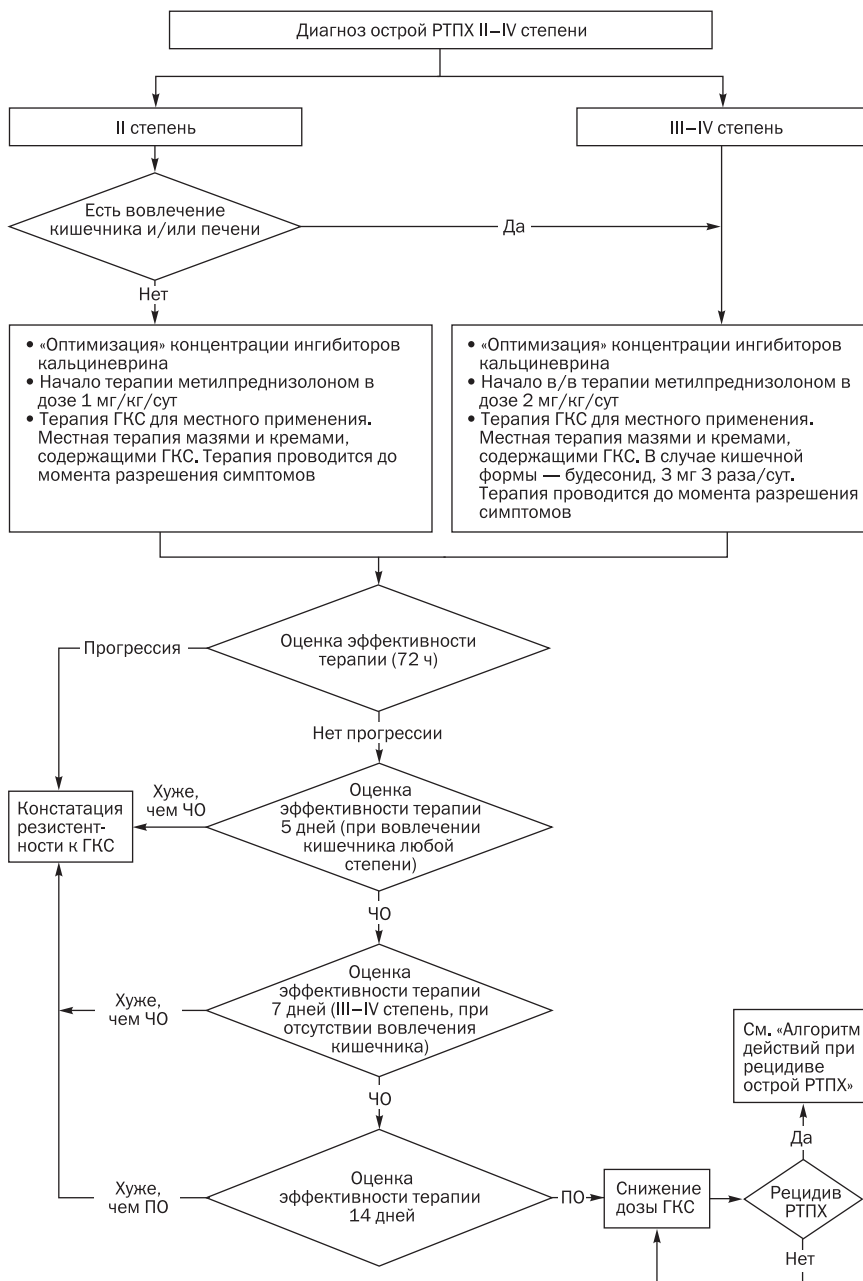 Диагноз острой РТПХ II–IV степени
II степень
III–IV степень
Есть вовлечение
кишечника и/или печени
Да
Нет
• «Оптимизация» концентрации ингибиторов
кальциневрина
• Начало терапии метилпреднизолоном в
дозе 1 мг/кг/сут
• Терапия ГКС для местного применения.
Местная терапия мазями и кремами,
содержащими ГКС. Терапия проводится до
момента разрешения симптомов
• «Оптимизация» концентрации ингибиторов
кальциневрина
• Начало в/в терапии метилпреднизолоном в
дозе 2 мг/кг/сут
• Терапия ГКС для местного применения.
Местная терапия мазями и кремами,
содержащими ГКС. В случае кишечной
формы — будесонид, 3 мг 3 раза/сут.
Терапия проводится до момента разрешения
симптомов
Оценка эффективности
терапии (72 ч)
Прогрессия
Нет прогрессии
Констатация
резистент-
ности к ГКС
Хуже,
чем ЧО
Оценка
эффективности терапии
5 дней (при вовлечении
кишечника любой
степени)
ЧО
Хуже,
чем ЧО
Оценка
эффективности терапии
7 дней (III–IV степень, при
отсутствии вовлечения
кишечника)
ЧО
См. «Алгоритм
действий при
рецидиве
острой РТПХ»
Да
Хуже,
чем ПО
Оценка
эффективности терапии
14 дней
ПО
Снижение
дозы ГКС
Рецидив
РТПХ
Нет